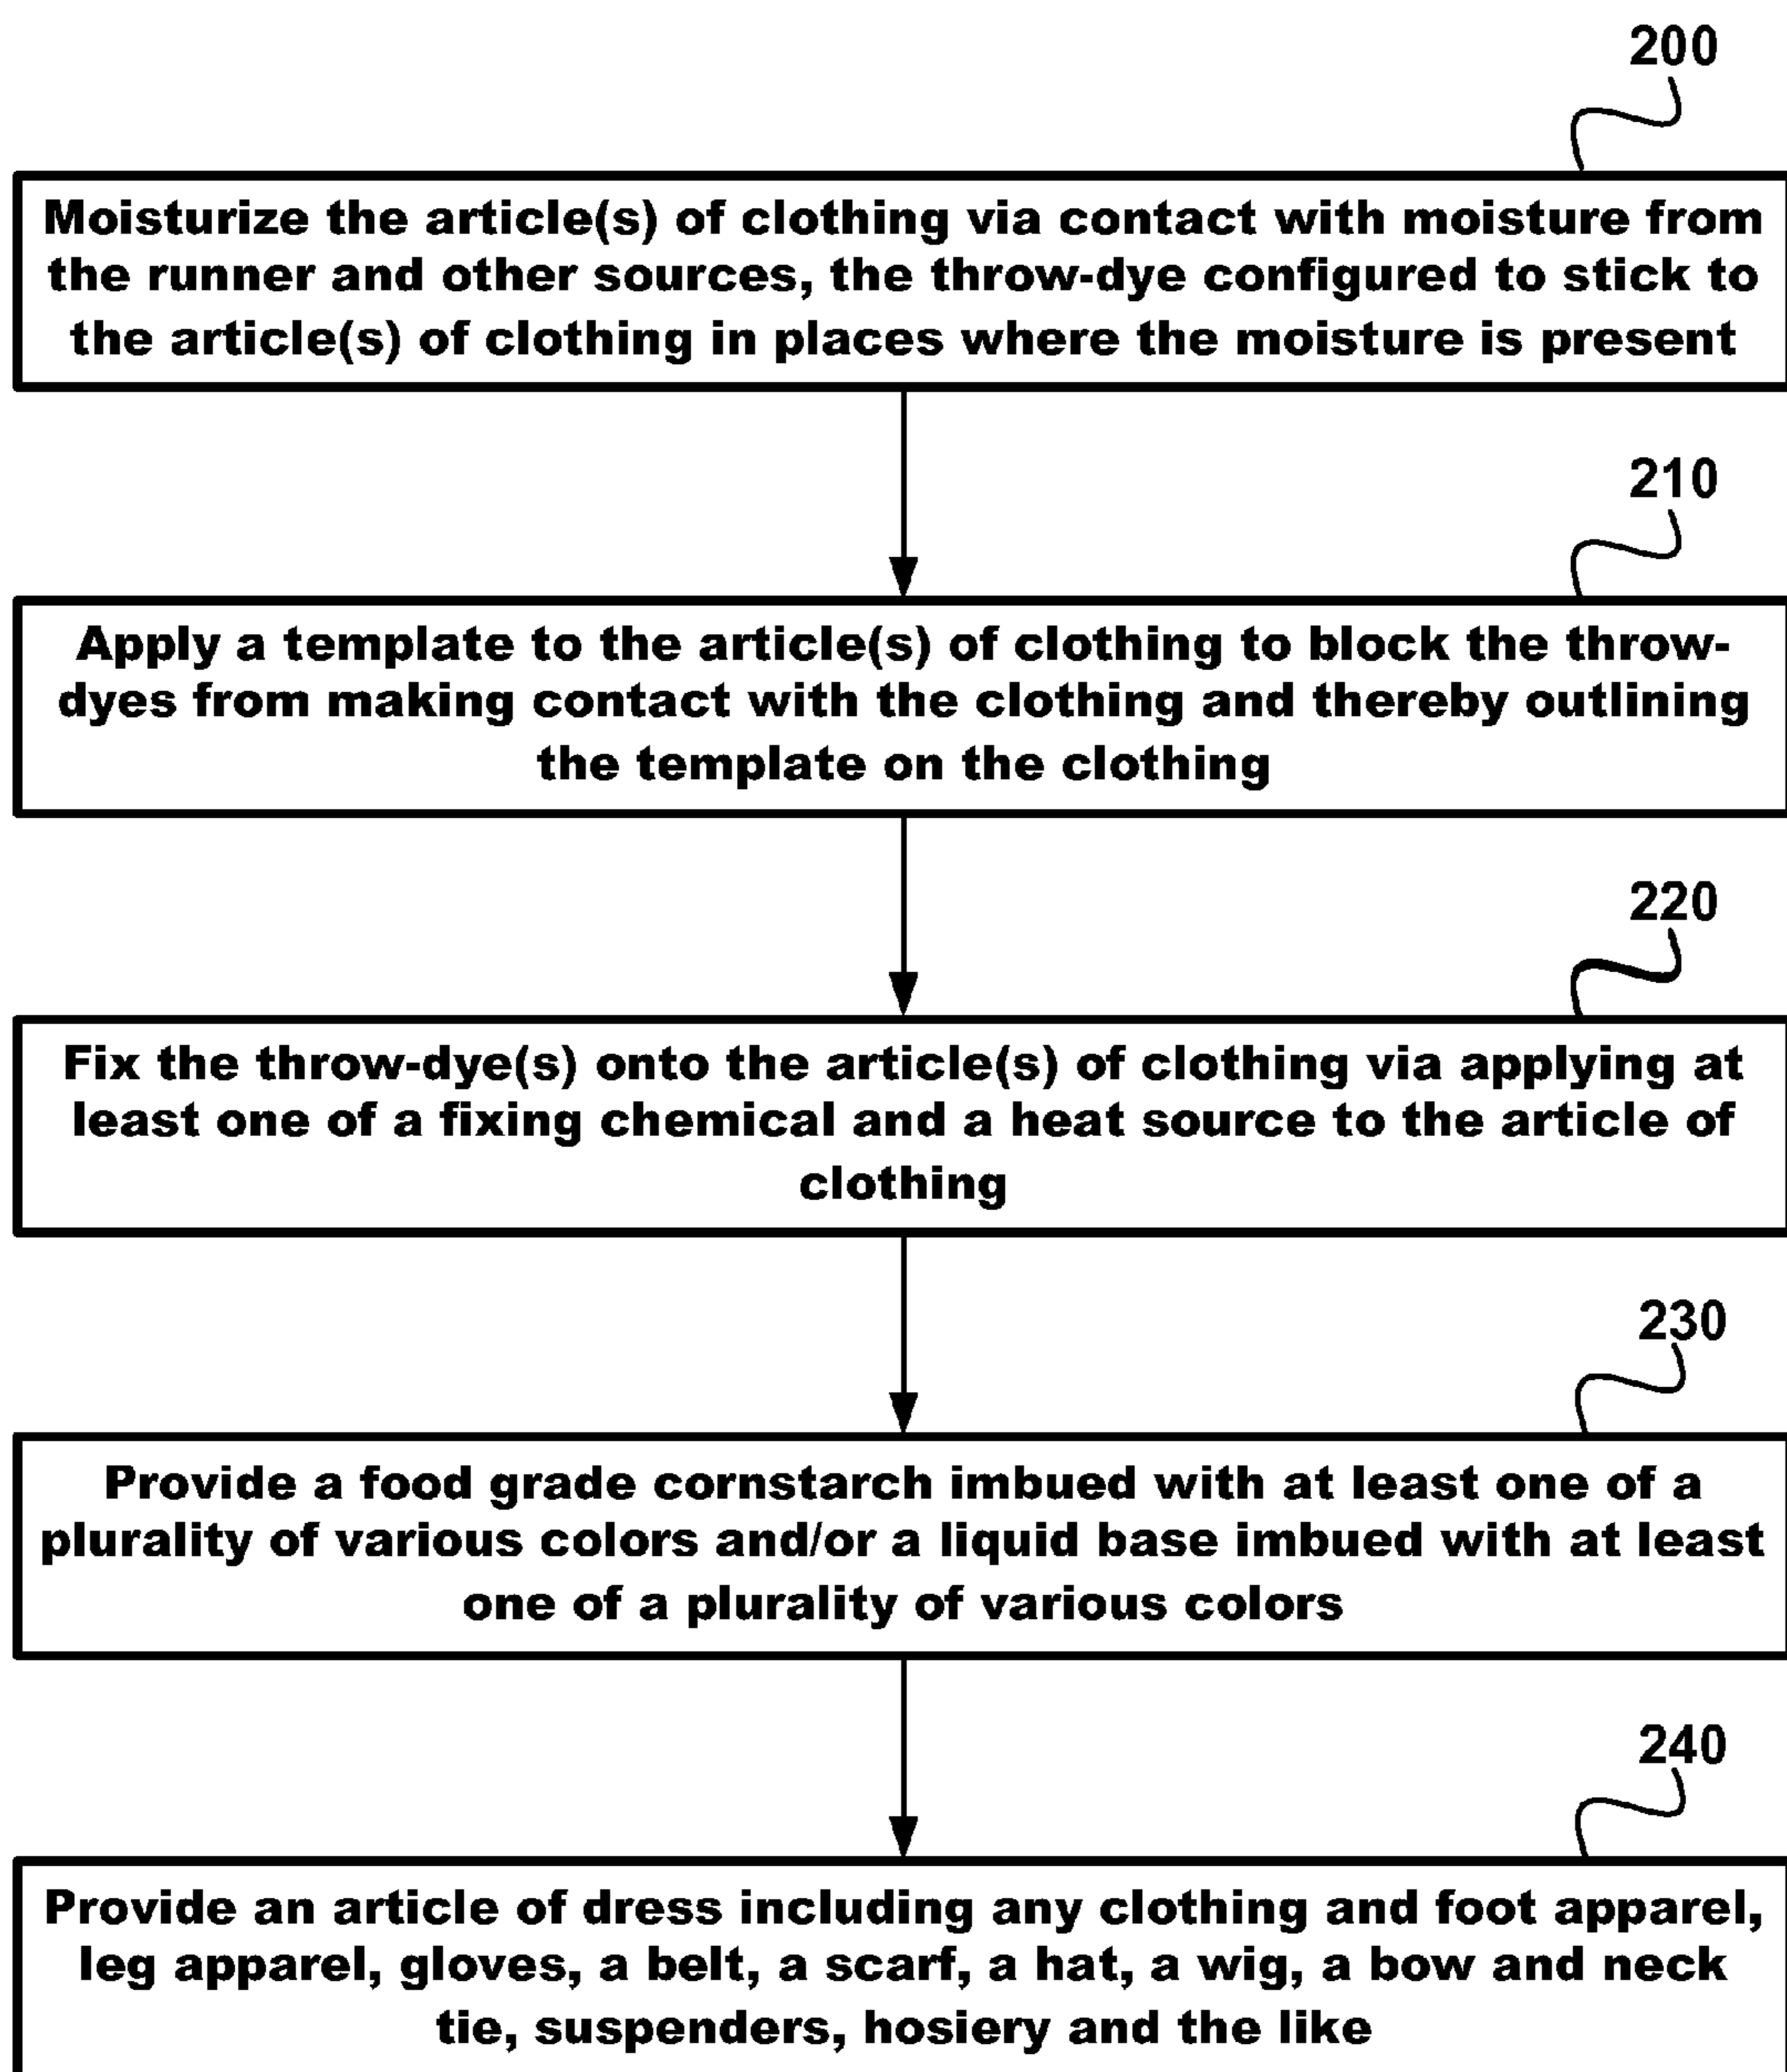 200
Moisturize the article(s) of clothing via contact with moisture from
the runner and other sources, the throw-dye configured to stick to
the article(s) of clothing in places where the moisture is present
210
Apply a template to the article(s) of clothing to block the throw-
dyes from making contact with the clothing and thereby outlining
the template on the clothing
220
Fix the throw-dye(s) onto the article(s) of clothing via applying at
least one of a fixing chemical and a heat source to the article of
clothing
230
Provide a food grade cornstarch imbued with at least one of a
plurality of various colors and/or a liquid base imbued with at least
one of a plurality of various colors
240
Provide an article of dress including any clothing and foot apparel,
leg apparel, gloves, a belt, a scarf, a hat, a wig, a bow and neck
tie, suspenders, hosiery and the like